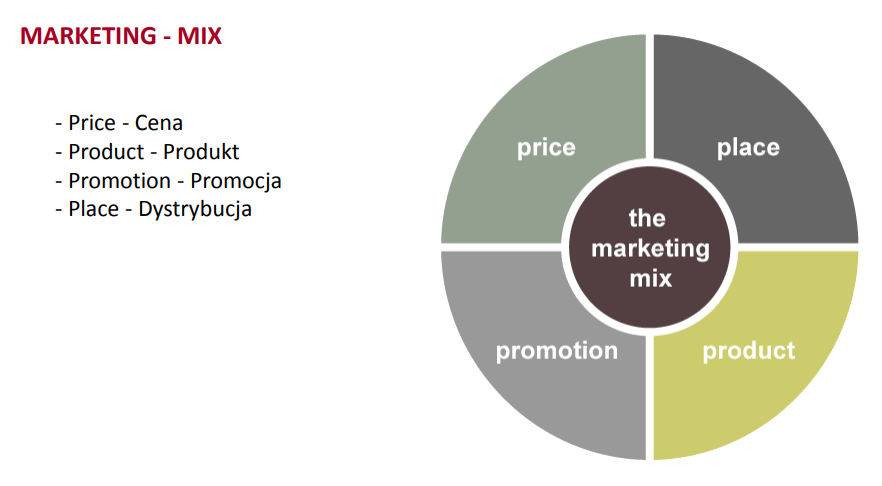 MARKETING - MIX
- Price - Cena
- Product - Produkt
- Promotion - Promocja
- Place - Dystrybucja
price
place
the
marketing
mix
promotion
product